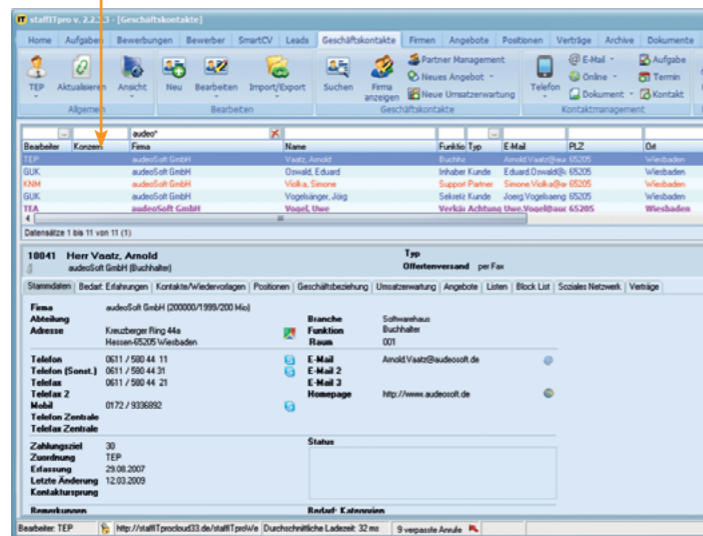 staffITpro v. 2.2.3.3 - [Geschäftskontakte]
Home Aufgaben Bewerbungen Bewerber SmartCV Leads Geschäftskontakte Firmen Angebote Positionen Verträge Archive Dokumente
TEP Aktualisieren Ansicht Neu Bearbeiten Import/Export Suchen Firma anzeigen Partner Management Neues Angebot Neue Umsatzerwartung Telefon E-Mail Online Dokument Aufgabe Termin Kontakt
Allgemein Bearbeiten Geschäftskontakte Kontaktmanagement
audeo*
Bearbeiter Konzern Firma Name Funktio Typ E-Mail PLZ Ort
TEP audeoSoft GmbH Vaatz, Arnold Buchha Arnold.Vaatz@au 65205 Wiesbaden
GUK audeoSoft GmbH Oswald, Eduard Inhaber Kunde Eduard.Oswald@ 65205 Wiesbaden
KNM audeoSoft GmbH Violka, Simone Support Partner Simone.Violka@a 65205 Wiesbaden
GUK audeoSoft GmbH Vogelsänger, Jörg Sekretä Kunde Joerg.Vogelsaeng 65205 Wiesbaden
TEA audeoSoft GmbH Vogel, Uwe Verkäu Achtung Uwe.Vogel@aud 65205 Wiesbaden
Datensätze 1 bis 11 von 11 (1)
10041 Herr Vaatz, Arnold Typ
audeoSoft GmbH (Buchhalter) Offertenversand per Fax
Stammdaten Bedarf: Erfahrungen Kontakte/Wiedervorlagen Positionen Geschäftsbeziehung Umsatzerwartung Angebote Listen Block List Soziales Netzwerk Verträge
Firma audeoSoft GmbH (200000/1999/200 Mio)
Abteilung Branche Softwarehaus
Adresse Kreuzberger Ring 44a Funktion Buchhalter
Hessen-65205 Wiesbaden Raum 001
Telefon 0611 / 580 44 11 E-Mail Arnold.Vaatz@audeosoft.de
Telefon (Sonst.) 0611 / 580 44 31 E-Mail 2
Telefax 0611 / 580 44 21 E-Mail 3
Telefax 2 Homepage http://www.audeosoft.de
Mobil 0172 / 9336892
Telefon Zentrale
Telefax Zentrale
Zahlungsziel 30 Status
Zuordnung TEP
Erfassung 29.08.2007
Letzte Änderung 12.03.2009
Kontaktursprung
Bemerkungen Bedarf: Kategorien
Bearbeiter: TEP http://staffITprocloud33.de/staffITproWe Durchschnittliche Ladezeit: 32 ms 9 verpasste Anrufe